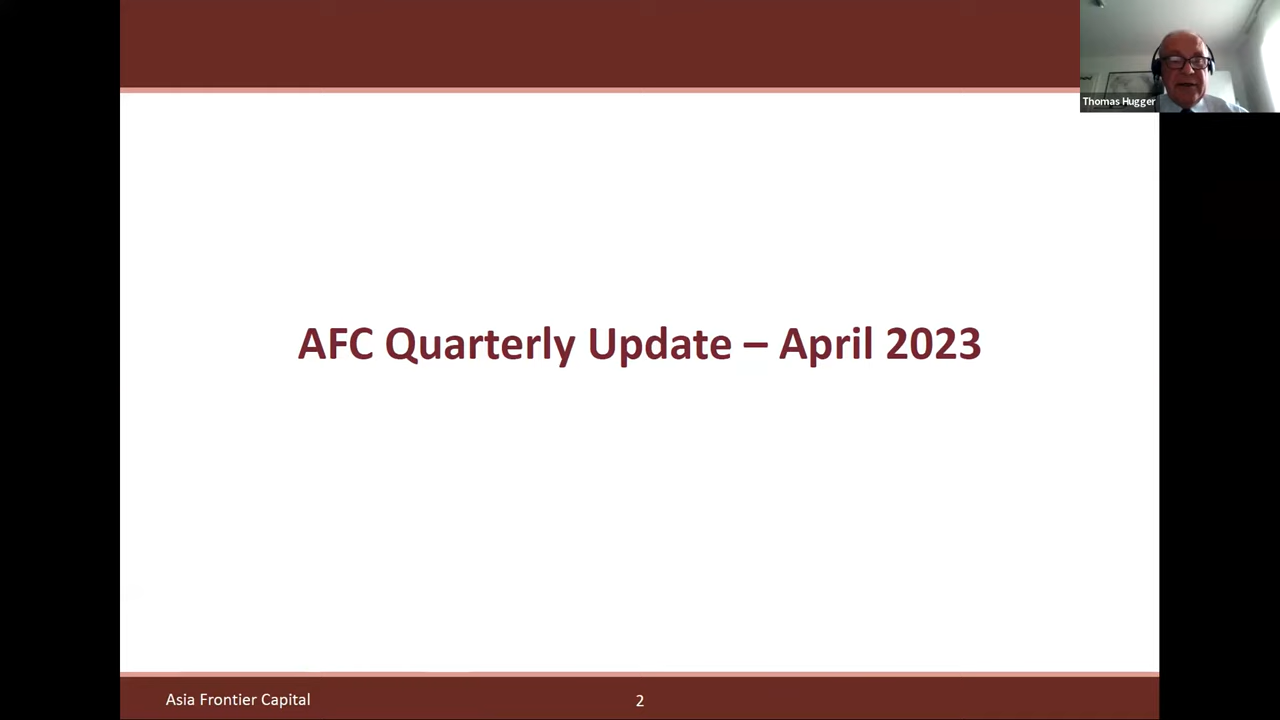 Thomas Hugger
AFC Quarterly Update – April 2023
Asia Frontier Capital
2